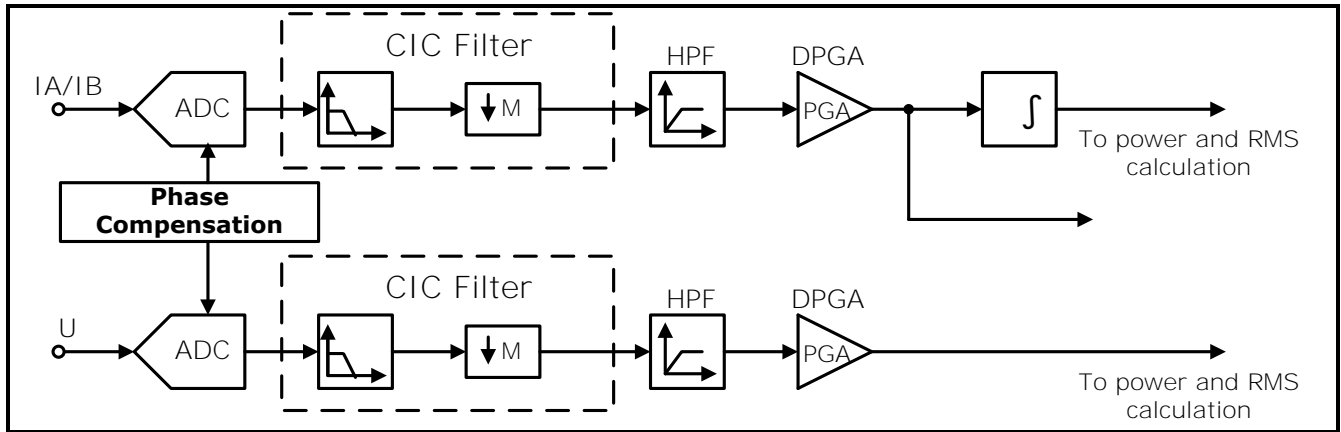 CIC Filter
HPF
DPGA
IA/IB
ADC
M
PGA
∫
To power and RMS
calculation
Phase
Compensation
CIC Filter
HPF
DPGA
U
ADC
M
PGA
To power and RMS
calculation